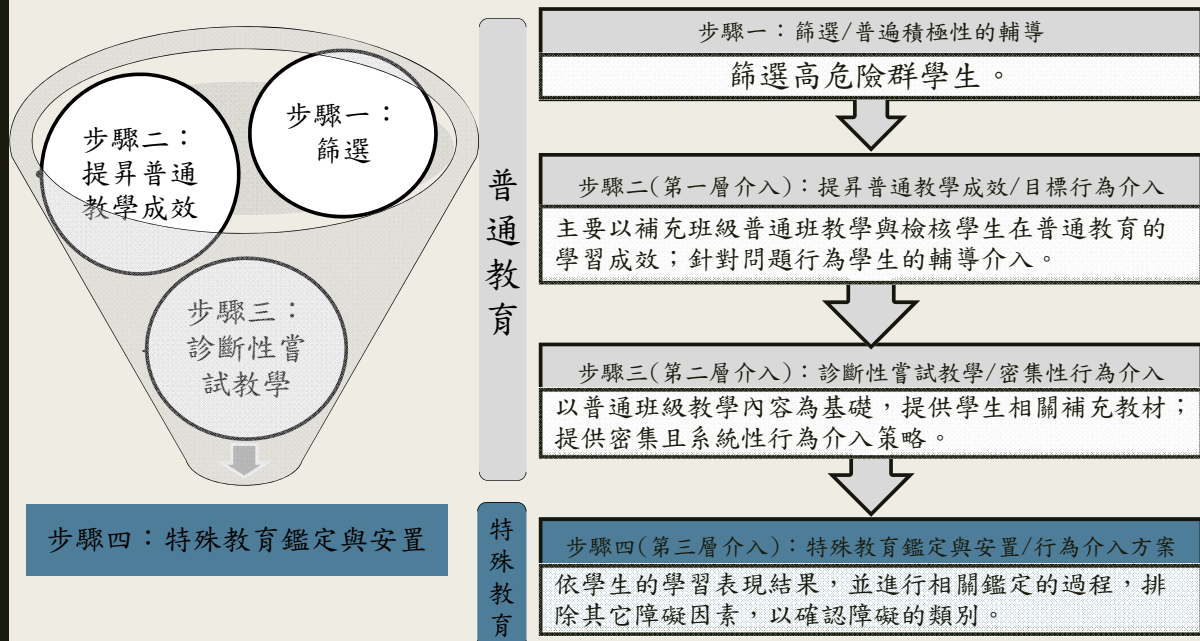 步驟一：
篩選
步驟二：
提昇普通
教學成效
步驟三：
診斷性嘗
試教學
步驟四：特殊教育鑑定與安置
普通教育
特殊教育
步驟一：篩選/普遍積極性的輔導
篩選高危險群學生。
步驟二(第一層介入)：提昇普通教學成效/目標行為介入
主要以補充班級普通班教學與檢核學生在普通教育的
學習成效；針對問題行為學生的輔導介入。
步驟三(第二層介入)：診斷性嘗試教學/密集性行為介入
以普通班級教學內容為基礎，提供學生相關補充教材；
提供密集且系統性行為介入策略。
步驟四(第三層介入)：特殊教育鑑定與安置/行為介入方案
依學生的學習表現結果，並進行相關鑑定的過程，排
除其它障礙因素，以確認障礙的類別。